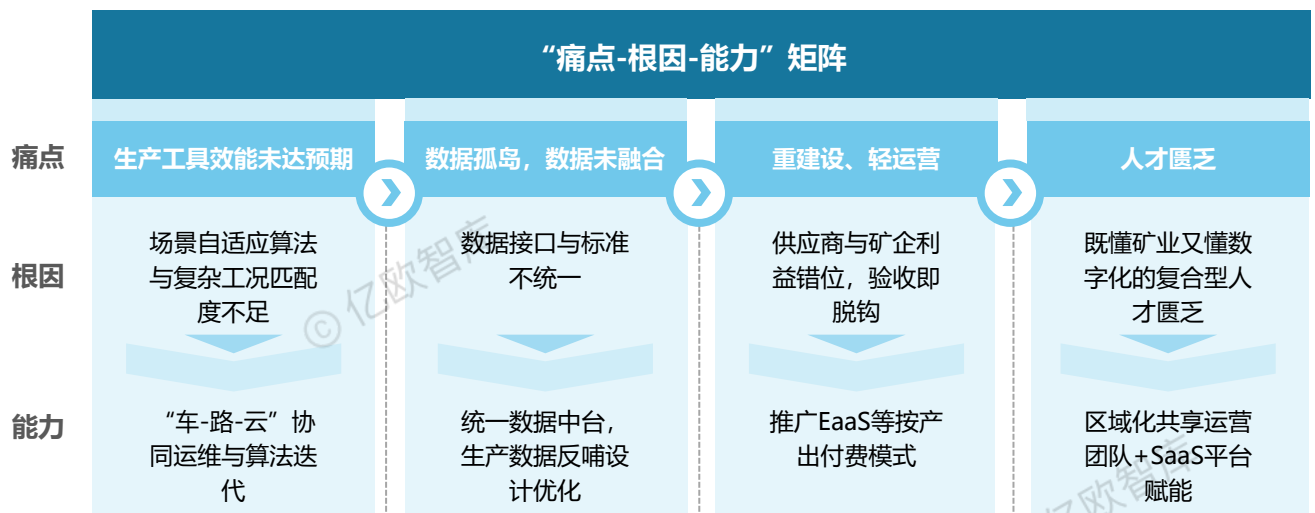 “痛点-根因-能力”矩阵
痛点
生产工具效能未达预期
数据孤岛，数据未融合
重建设、轻运营
人才匮乏
根因
场景自适应算法
与复杂工况匹配
度不足
数据接口与标准
不统一
供应商与矿企利
益错位，验收即
脱钩
既懂矿业又懂数
字化的复合型人
才匮乏
能力
“车-路-云”协
同运维与算法迭
代
统一数据中台，
生产数据反哺设
计优化
推广EaaS等按产
出付费模式
区域化共享运营
团队+SaaS平台
赋能
© 亿欧智库
亿欧智库